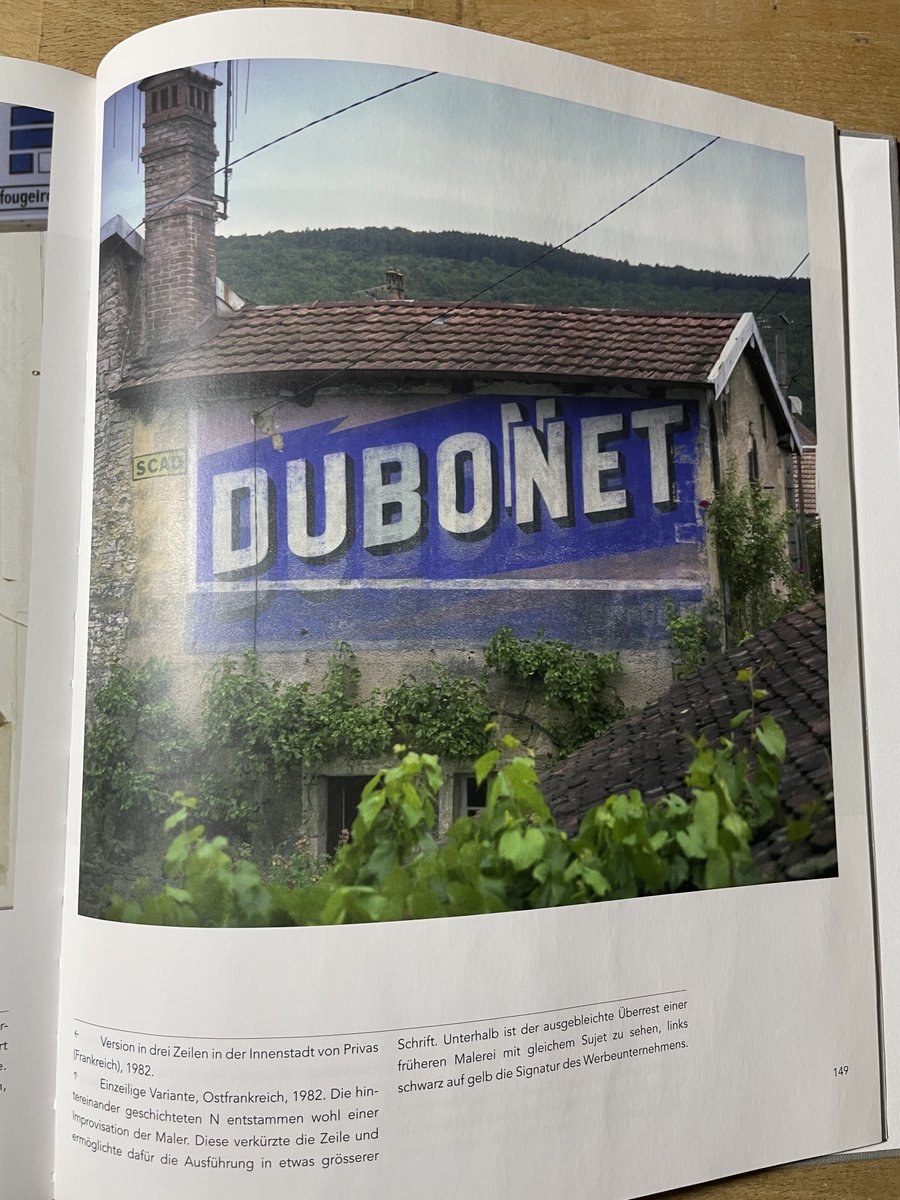 fougeir
SCAD
DUBONNET
r-
rt
e.
← Version in drei Zeilen in der Innenstadt von Privas
(Frankreich), 1982.
↑ Einzeilige Variante, Ostfrankreich, 1982. Die hin-
tereinander geschichteten N entstammen wohl einer
Improvisation der Maler. Diese verkürzte die Zeile und
ermöglichte dafür die Ausführung in etwas grösserer
Schrift. Unterhalb ist der ausgebleichte Überrest einer
früheren Malerei mit gleichem Sujet zu sehen, links
schwarz auf gelb die Signatur des Werbeunternehmens.
149